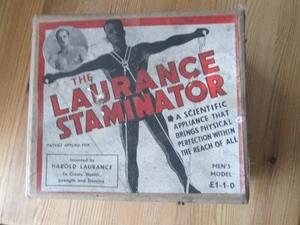 THE
LAURANCE
STAMINATOR
PATENT APPLIED FOR
Invented by
HAROLD LAURANCE
To Create Health,
Strength and Stamina
A SCIENTIFIC
APPLIANCE THAT
BRINGS PHYSICAL
PERFECTION WITHIN
THE REACH OF ALL
MEN'S
MODEL
£1-1-0